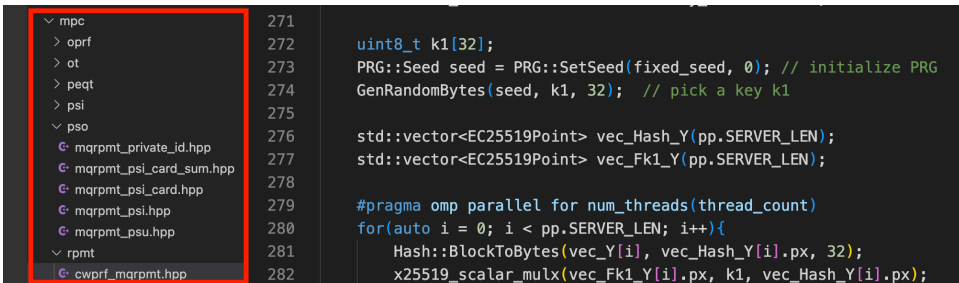 mpc
oprf
ot
peqt
psi
pso
mqrpmt_private_id.hpp
mqrpmt_psi_card_sum.hpp
mqrpmt_psi_card.hpp
mqrpmt_psi.hpp
mqrpmt_psu.hpp
rpmt
cwprf_mqrpmt.hpp
271
272 uint8_t k1[32];
273 PRG::Seed seed = PRG::SetSeed(fixed_seed, 0); // initialize PRG
274 GenRandomBytes(seed, k1, 32); // pick a key k1
275
276 std::vector<EC25519Point> vec_Hash_Y(pp.SERVER_LEN);
277 std::vector<EC25519Point> vec_Fk1_Y(pp.SERVER_LEN);
278
279 #pragma omp parallel for num_threads(thread_count)
280 for(auto i = 0; i < pp.SERVER_LEN; i++){
281 Hash::BlockToBytes(vec_Y[i], vec_Hash_Y[i].px, 32);
282 x25519_scalar_mulx(vec_Fk1_Y[i].px, k1, vec_Hash_Y[i].px);